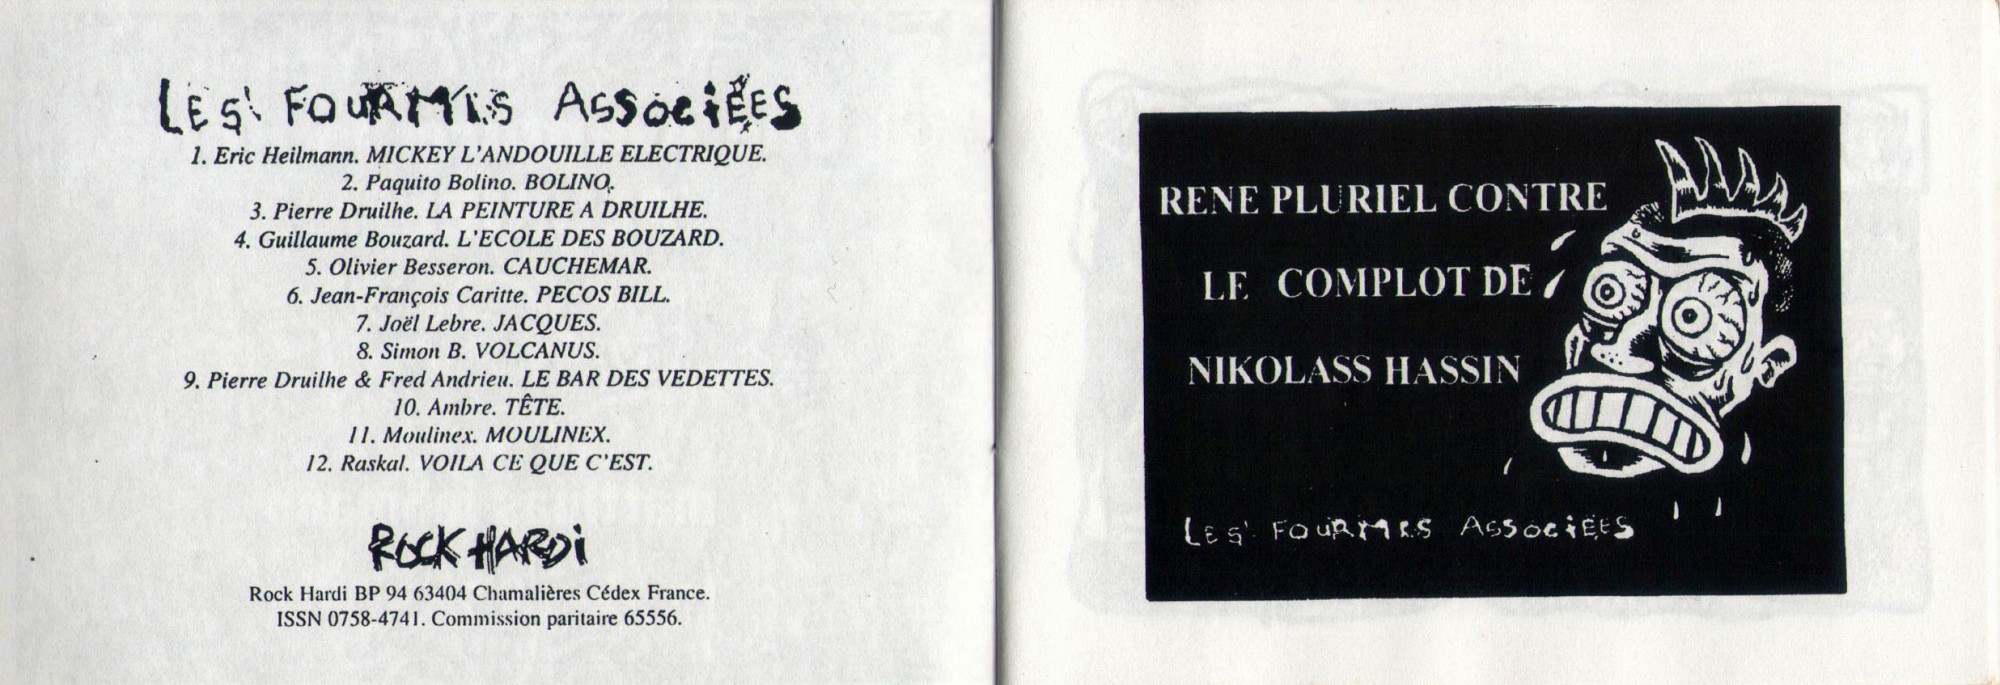 LES FOURMIS ASSOCIÉES
1. Eric Heilmann. MICKEY L'ANDOUILLE ELECTRIQUE.
2. Paquito Bolino. BOLINO.
3. Pierre Druilhe. LA PEINTURE A DRUILHE.
4. Guillaume Bouzard. L'ECOLE DES BOUZARD.
5. Olivier Besseron. CAUCHEMAR.
6. Jean-François Caritte. PECOS BILL.
7. Joël Lebre. JACQUES.
8. Simon B. VOLCANUS.
9. Pierre Druilhe & Fred Andrieu. LE BAR DES VEDETTES.
10. Ambre. TÊTE.
11. Moulinex. MOULINEX.
12. Raskal. VOILA CE QUE C'EST.
ROCK HARDi
Rock Hardi BP 94 63404 Chamalières Cédex France.
ISSN 0758-4741. Commission paritaire 65556.
RENE PLURIEL CONTRE
LE COMPLOT DE
NIKOLASS HASSIN
LES FOURMIS ASSOCIÉES